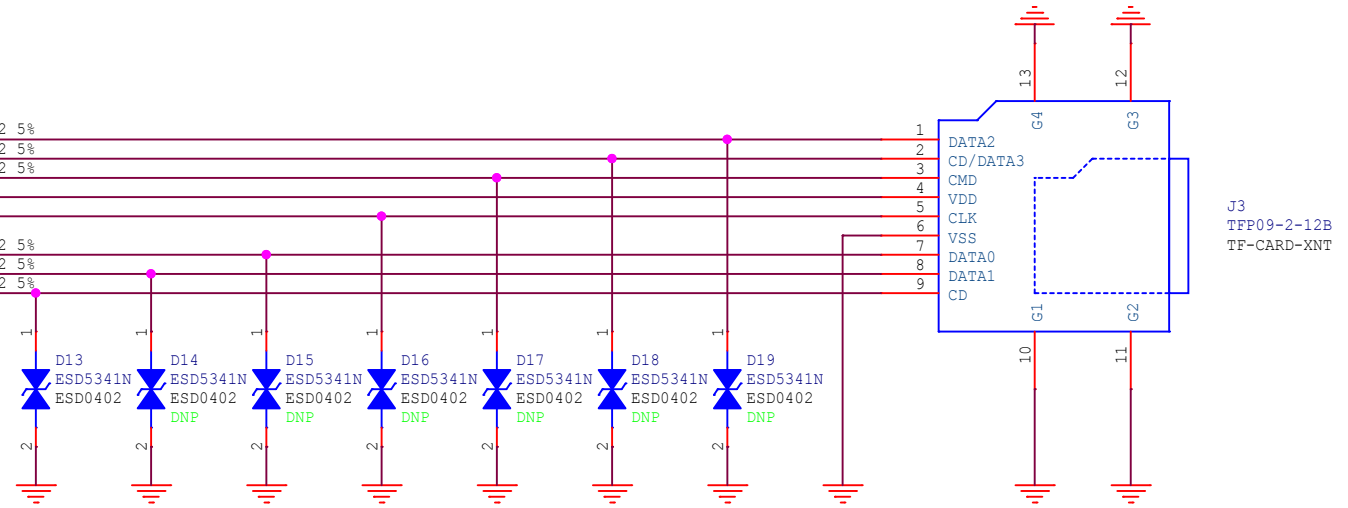 13
12
G4
G3
2 5%
2 5%
2 5%
2 5%
2 5%
2 5%
1
2
3
4
5
6
7
8
9
DATA2
CD/DATA3
CMD
VDD
CLK
VSS
DATA0
DATA1
CD
J3
TFP09-2-12B
TF-CARD-XNT
G1
G2
10
11
1
1
1
1
1
1
1
D13
ESD5341N
ESD0402
D14
ESD5341N
ESD0402
DNP
D15
ESD5341N
ESD0402
DNP
D16
ESD5341N
ESD0402
DNP
D17
ESD5341N
ESD0402
DNP
D18
ESD5341N
ESD0402
DNP
D19
ESD5341N
ESD0402
DNP
2
2
2
2
2
2
2